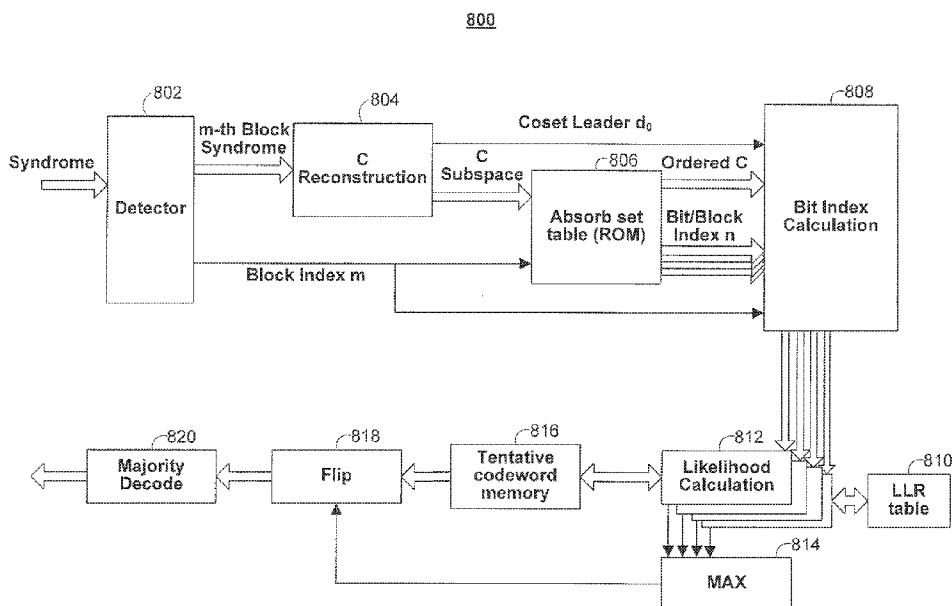 800
802
804
808
m-th Block
Syndrome
Coset Leader d0
Syndrome
C
Reconstruction
C
Subspace
806
Ordered C
Detector
Absorb set
table (ROM)
Bit/Block
Index n
Bit Index
Calculation
Block Index m
820
818
816
812
810
Majority
Decode
Flip
Tentative
codeword
memory
Likelihood
Calculation
LLR
table
814
MAX